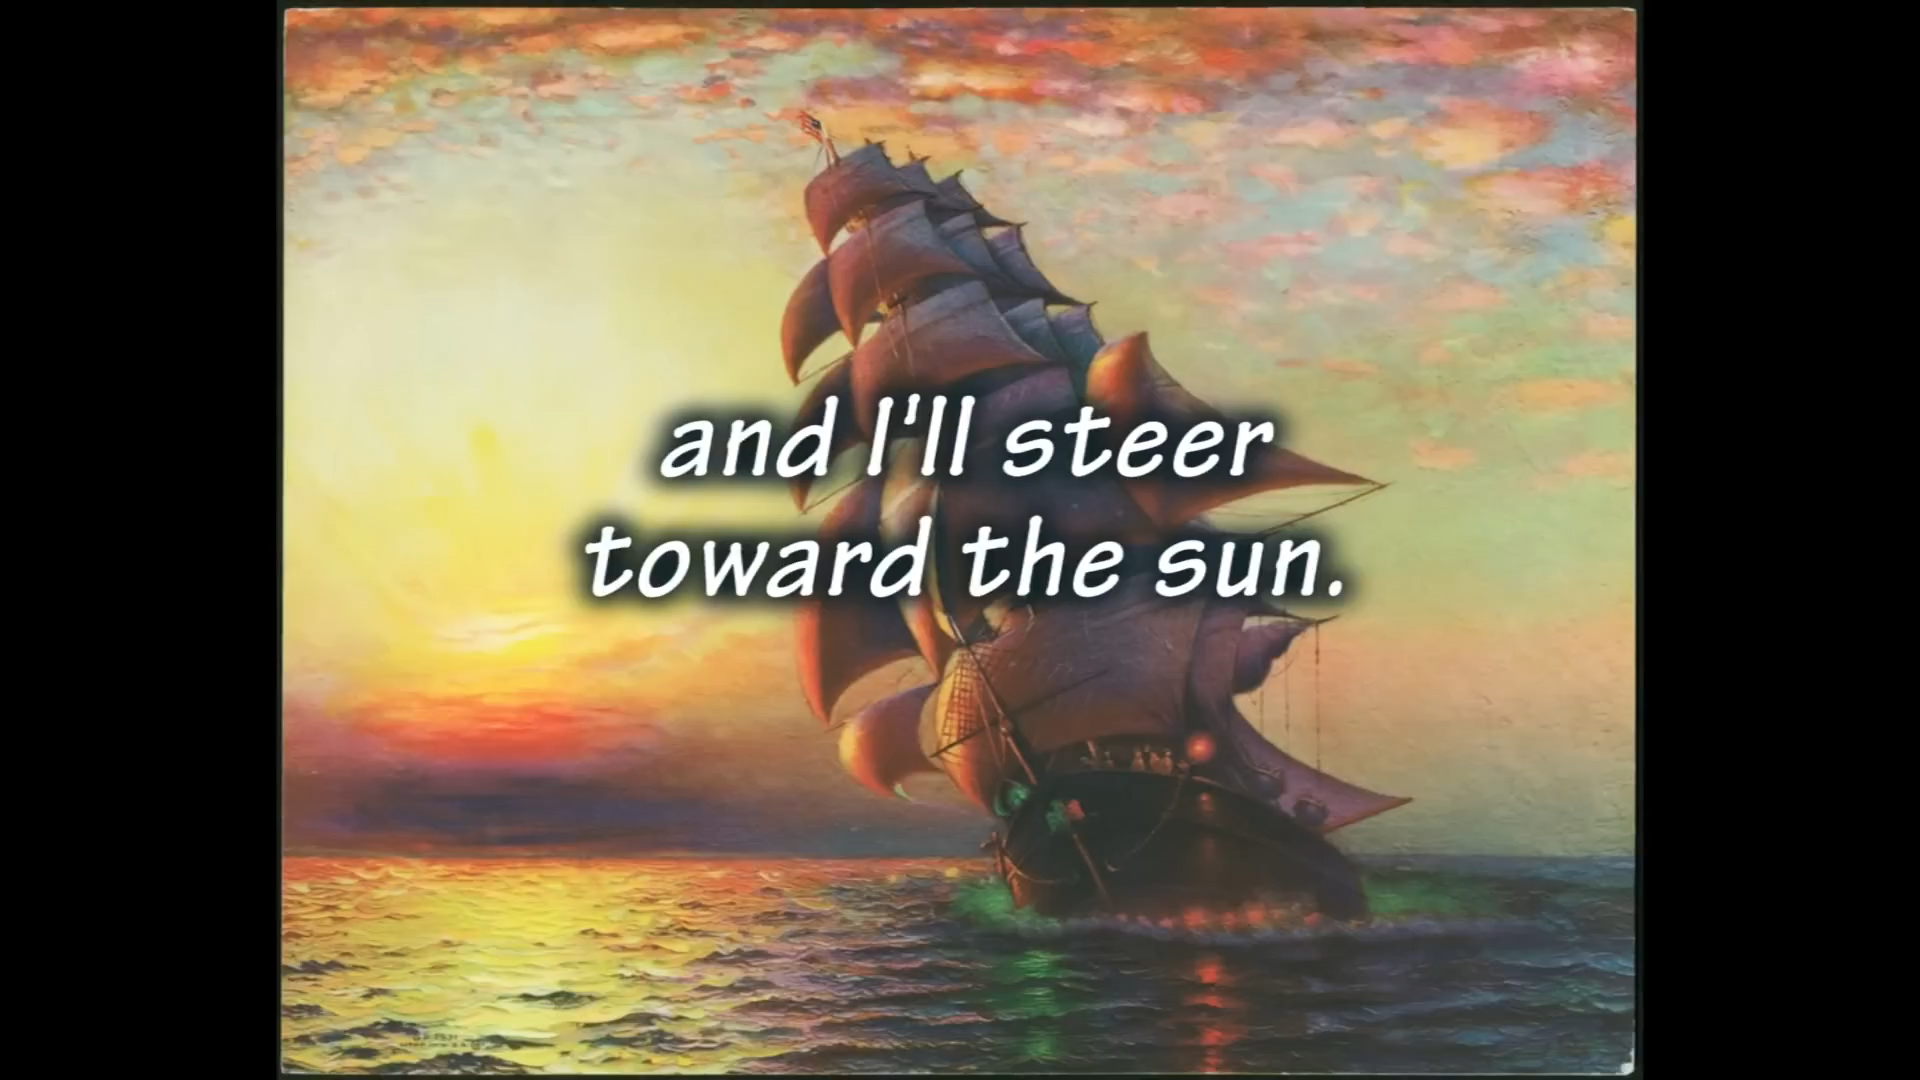 and I'll steer
toward the sun.